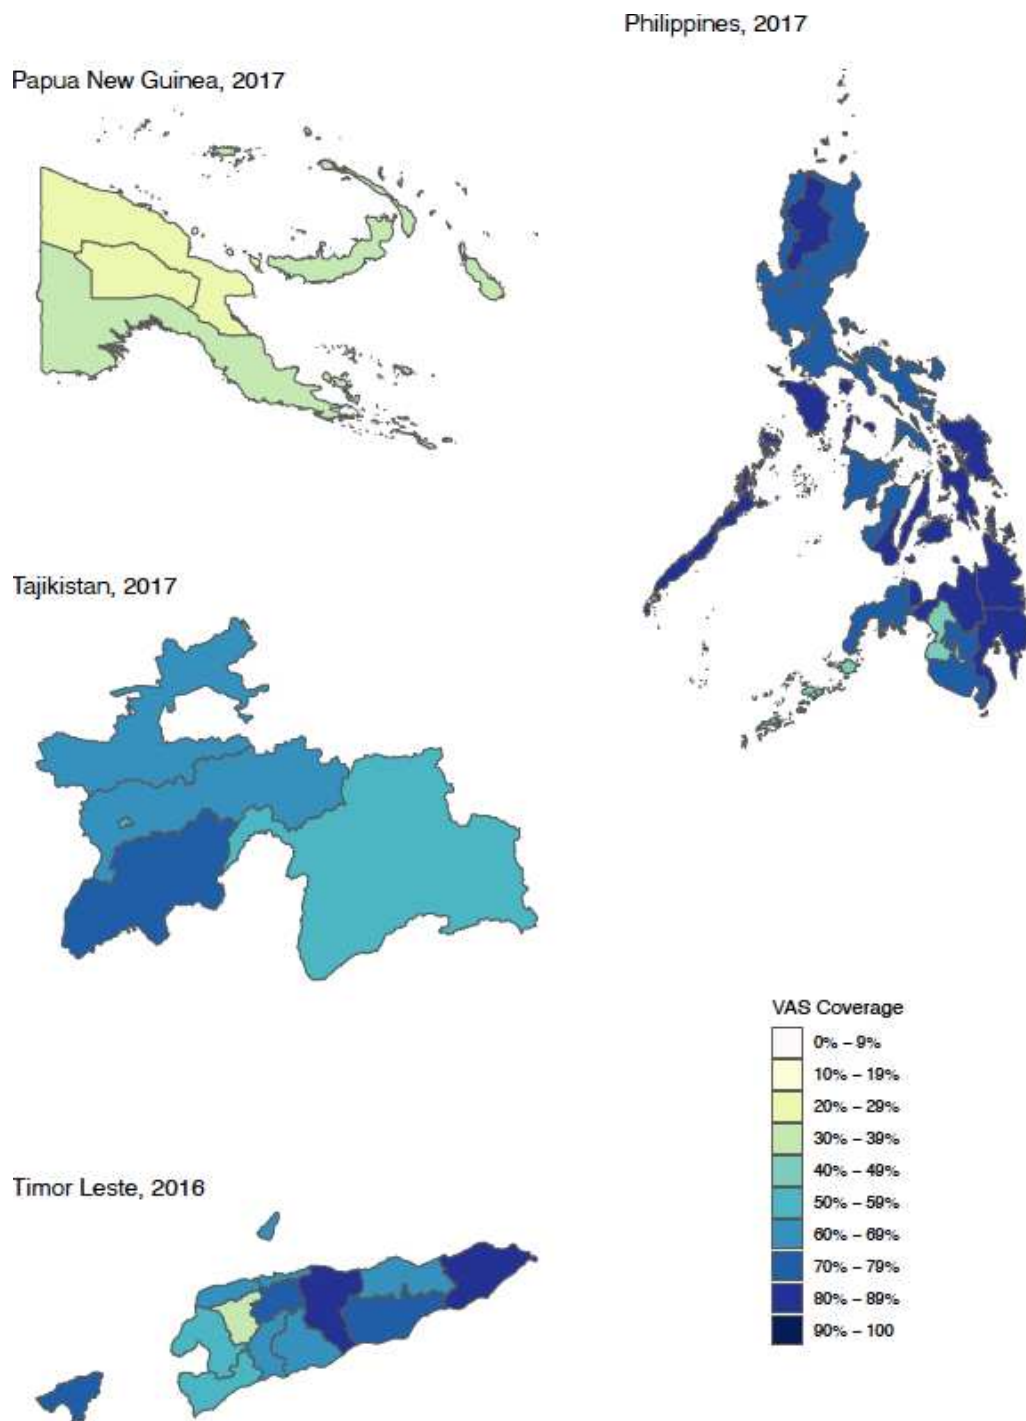 Philippines, 2017
Papua New Guinea, 2017
Tajikistan, 2017
VAS Coverage
0% – 9%
10% – 19%
20% – 29%
30% – 39%
40% – 49%
50% – 59%
60% – 69%
70% – 79%
80% – 89%
90% – 100
Timor Leste, 2016